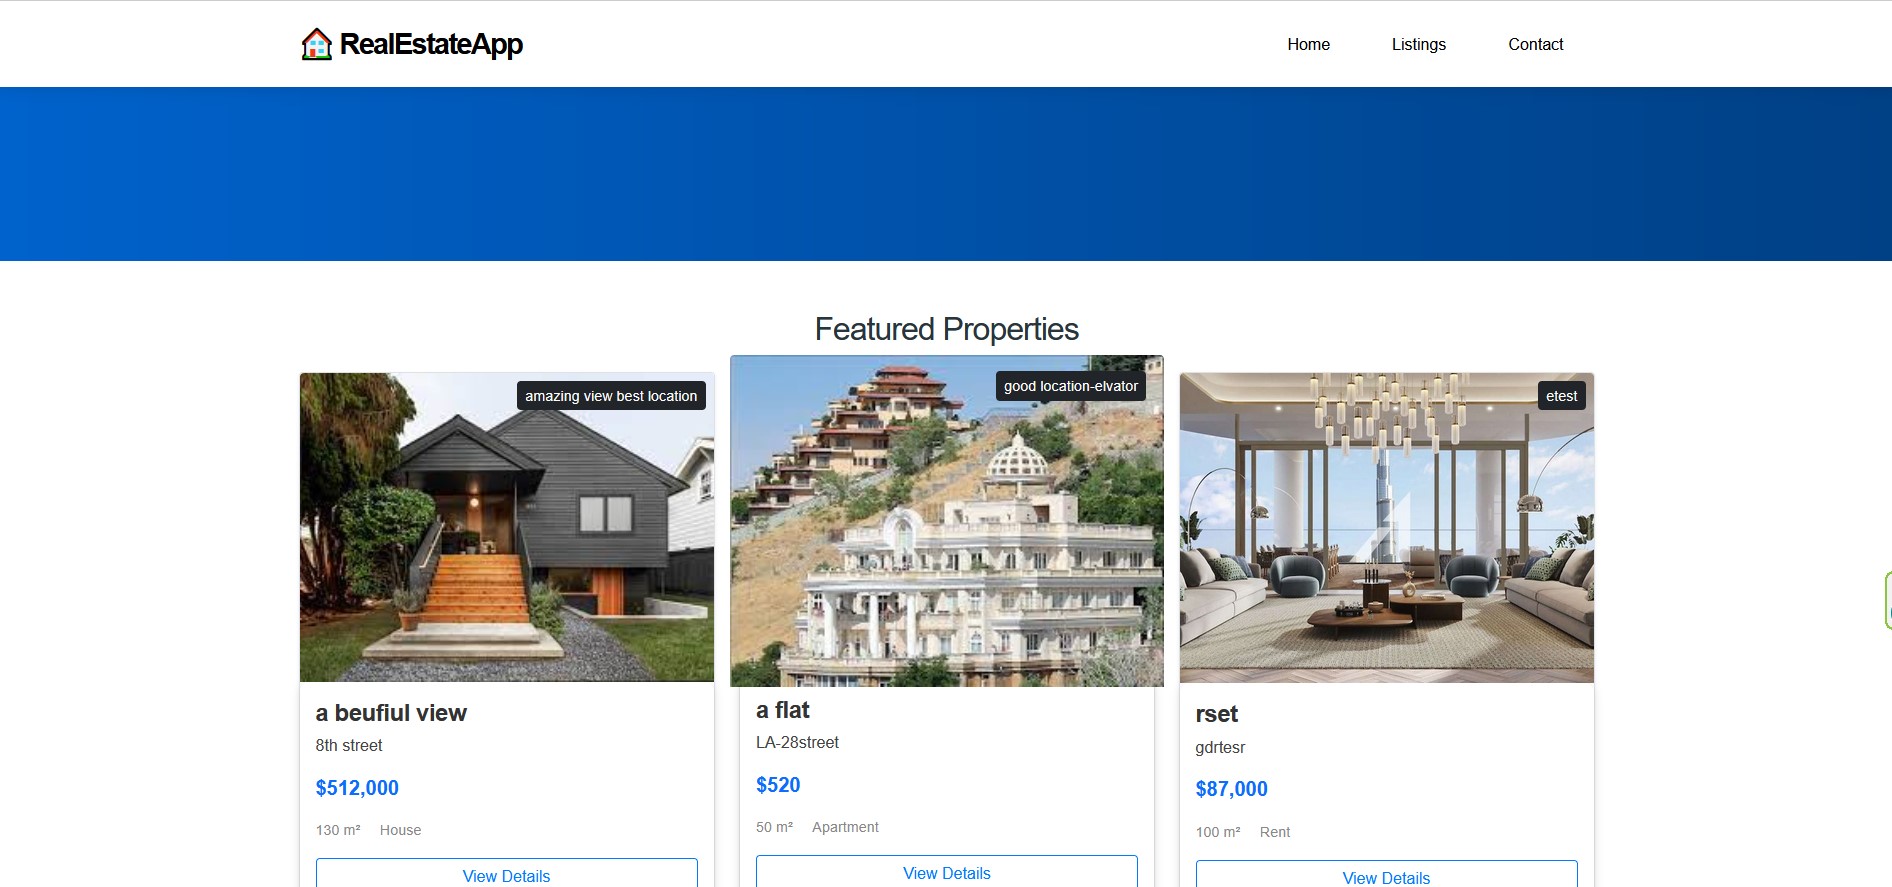 RealEstateApp
Home Listings Contact
Featured Properties
amazing view best location
good location-elvator
etest
a beufiul view
8th street
$512,000
130 m² House
View Details
a flat
LA-28street
$520
50 m² Apartment
View Details
rset
gdrtesr
$87,000
100 m² Rent
View Details